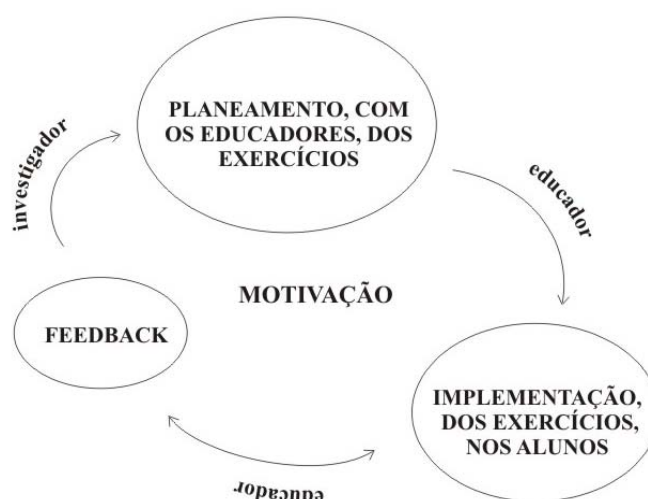 PLANEAMENTO, COM
OS EDUCADORES, DOS
EXERCÍCIOS
investigador
educador
MOTIVAÇÃO
FEEDBACK
IMPLEMENTAÇÃO,
DOS EXERCÍCIOS,
NOS ALUNOS
educador